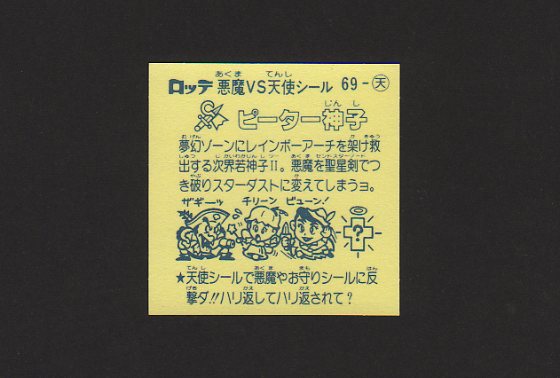 ロッテ 悪魔VS天使シール 69-天
ピーター神子
夢幻ゾーンにレインボーアーチを架け救
出する次界若神子II。悪魔を聖星剣でつ
き破りスターダストに変えてしまうヨ。
ザギーッ チリーン ピューン!
?
★天使シールで悪魔やお守りシールに反
撃ダ!!ハリ返してハリ返されて?